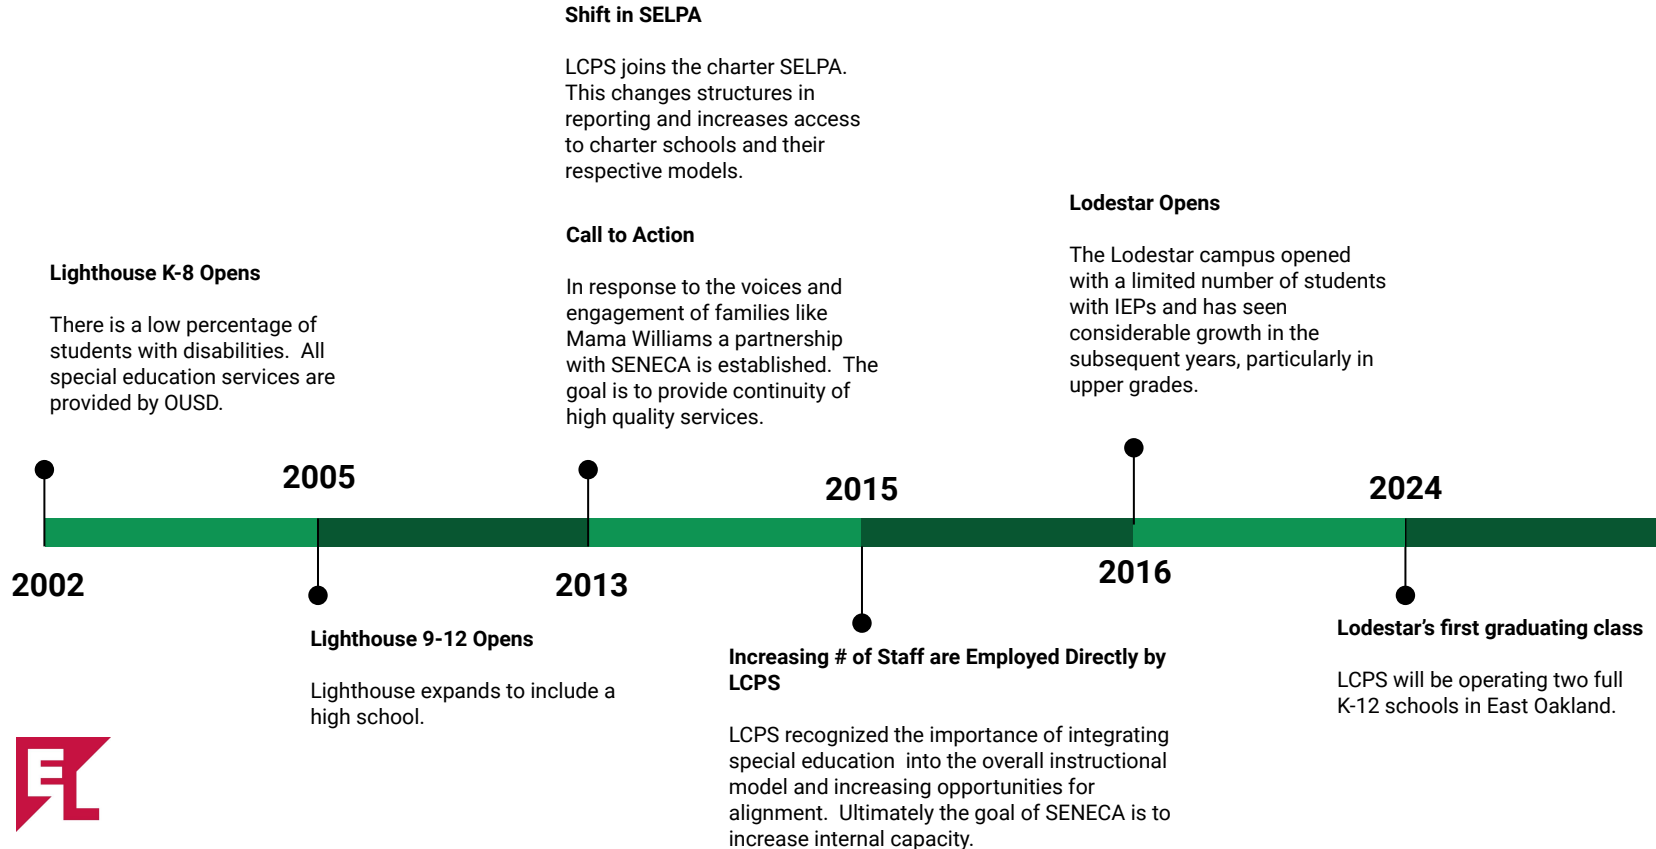 Shift in SELPA
LCPS joins the charter SELPA.
This changes structures in
reporting and increases access
to charter schools and their
respective models.
Call to Action
In response to the voices and
engagement of families like
Mama Williams a partnership
with SENECA is established.  The
goal is to provide continuity of
high quality services.
Lodestar Opens
The Lodestar campus opened
with a limited number of students
with IEPs and has seen
considerable growth in the
subsequent years, particularly in
upper grades.
Lighthouse K-8 Opens
There is a low percentage of
students with disabilities.  All
special education services are
provided by OUSD.
2005
2015
2024
2002
2013
2016
Lighthouse 9-12 Opens
Lighthouse expands to include a
high school.
Increasing # of Staff are Employed Directly by
LCPS
LCPS recognized the importance of integrating
special education  into the overall instructional
model and increasing opportunities for
alignment.  Ultimately the goal of SENECA is to
increase internal capacity.
Lodestar's first graduating class
LCPS will be operating two full
K-12 schools in East Oakland.
EL